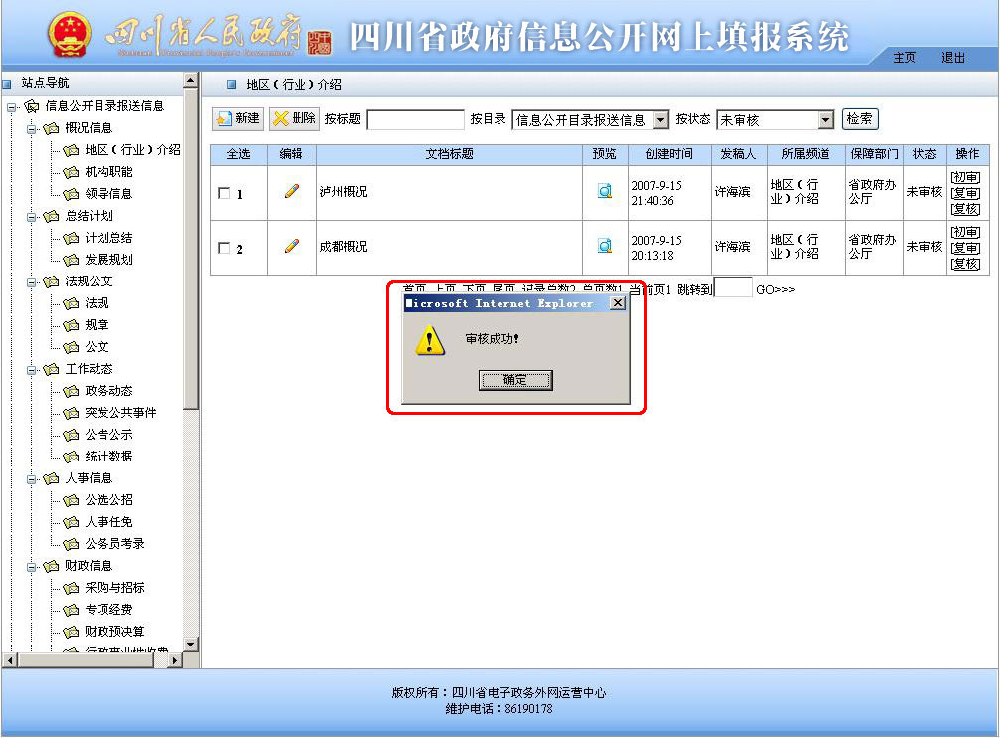 四川省人民政府
四川省政府信息公开网上填报系统
主页 退出
站点导航
信息公开目录报送信息
概况信息
地区（行业）介绍
机构职能
领导信息
总结计划
计划总结
发展规划
法规公文
法规
规章
公文
工作动态
政务动态
突发公共事件
公告公示
统计数据
人事信息
公选公招
人事任免
公务员考录
财政信息
采购与招标
专项经费
财政预决算
行政事业性收费
地区（行业）介绍
新建 删除 按标题 按目录 信息公开目录报送信息 按状态 未审核 检索
全选 编辑 文档标题 预览 创建时间 发稿人 所属频道 保障部门 状态 操作
1 泸州概况 2007-9-15 21:40:36 许海滨 地区（行业）介绍 省政府办公厅 未审核 [初审] [复审] [复核]
2 成都概况 2007-9-15 20:13:18 许海滨 地区（行业）介绍 省政府办公厅 未审核 [初审] [复审] [复核]
首页 上页 下页 尾页 记录总数2 总页数1 当前页1 跳转到 GO>>>
Microsoft Internet Explorer
审核成功!
确定
版权所有：四川省电子政务外网运营中心
维护电话：86190178